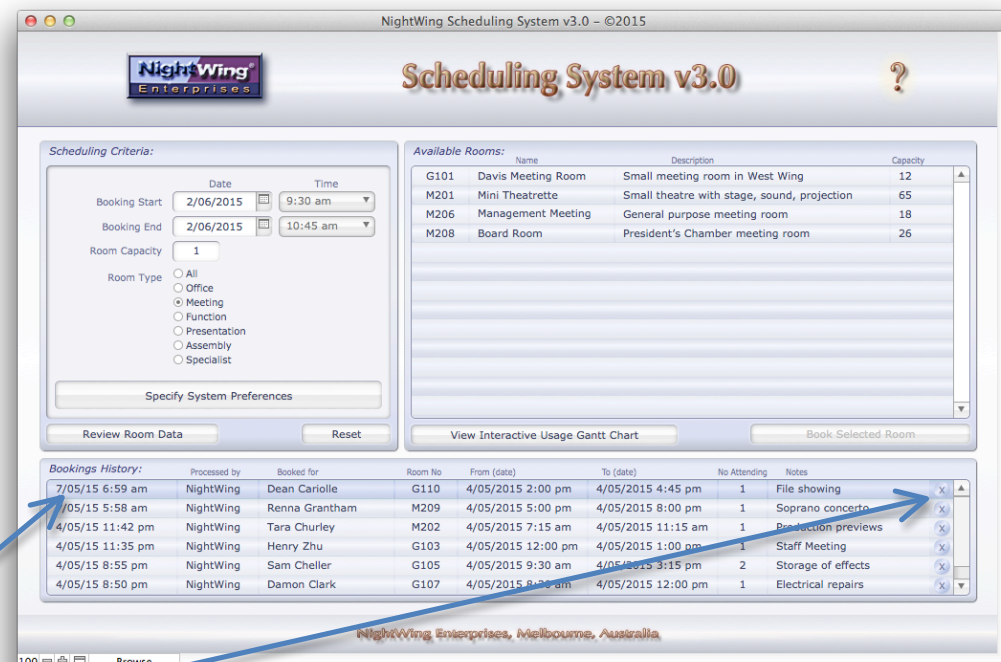 NightWing Scheduling System v3.0 – ©2015
NightWing
Enterprises
Scheduling System v3.0
?
Scheduling Criteria:
Date Time
Booking Start 2/06/2015 9:30 am
Booking End 2/06/2015 10:45 am
Room Capacity 1
Room Type All
Office
Meeting
Function
Presentation
Assembly
Specialist
Specify System Preferences
Review Room Data Reset
Available Rooms:
Name Description Capacity
G101 Davis Meeting Room Small meeting room in West Wing 12
M201 Mini Theatrette Small theatre with stage, sound, projection 65
M206 Management Meeting General purpose meeting room 18
M208 Board Room President's Chamber meeting room 26
View Interactive Usage Gantt Chart Book Selected Room
Bookings History: Processed by Booked for Room No From (date) To (date) No Attending Notes
7/05/15 6:59 am NightWing Dean Cariolle G110 4/05/2015 2:00 pm 4/05/2015 4:45 pm 1 File showing x
7/05/15 5:58 am NightWing Renna Grantham M209 4/05/2015 5:00 pm 4/05/2015 8:00 pm 1 Soprano concerto x
4/05/15 11:42 pm NightWing Tara Churley M202 4/05/2015 7:15 am 4/05/2015 11:15 am 1 Production previews x
4/05/15 11:35 pm NightWing Henry Zhu G103 4/05/2015 12:00 pm 4/05/2015 1:00 pm 1 Staff Meeting x
4/05/15 8:55 pm NightWing Sam Cheller G105 4/05/2015 9:30 am 4/05/2015 3:15 pm 2 Storage of effects x
4/05/15 8:50 pm NightWing Damon Clark G107 4/05/2015 8:30 am 4/05/2015 12:00 pm 1 Electrical repairs x
NightWing Enterprises, Melbourne, Australia
100 Browse